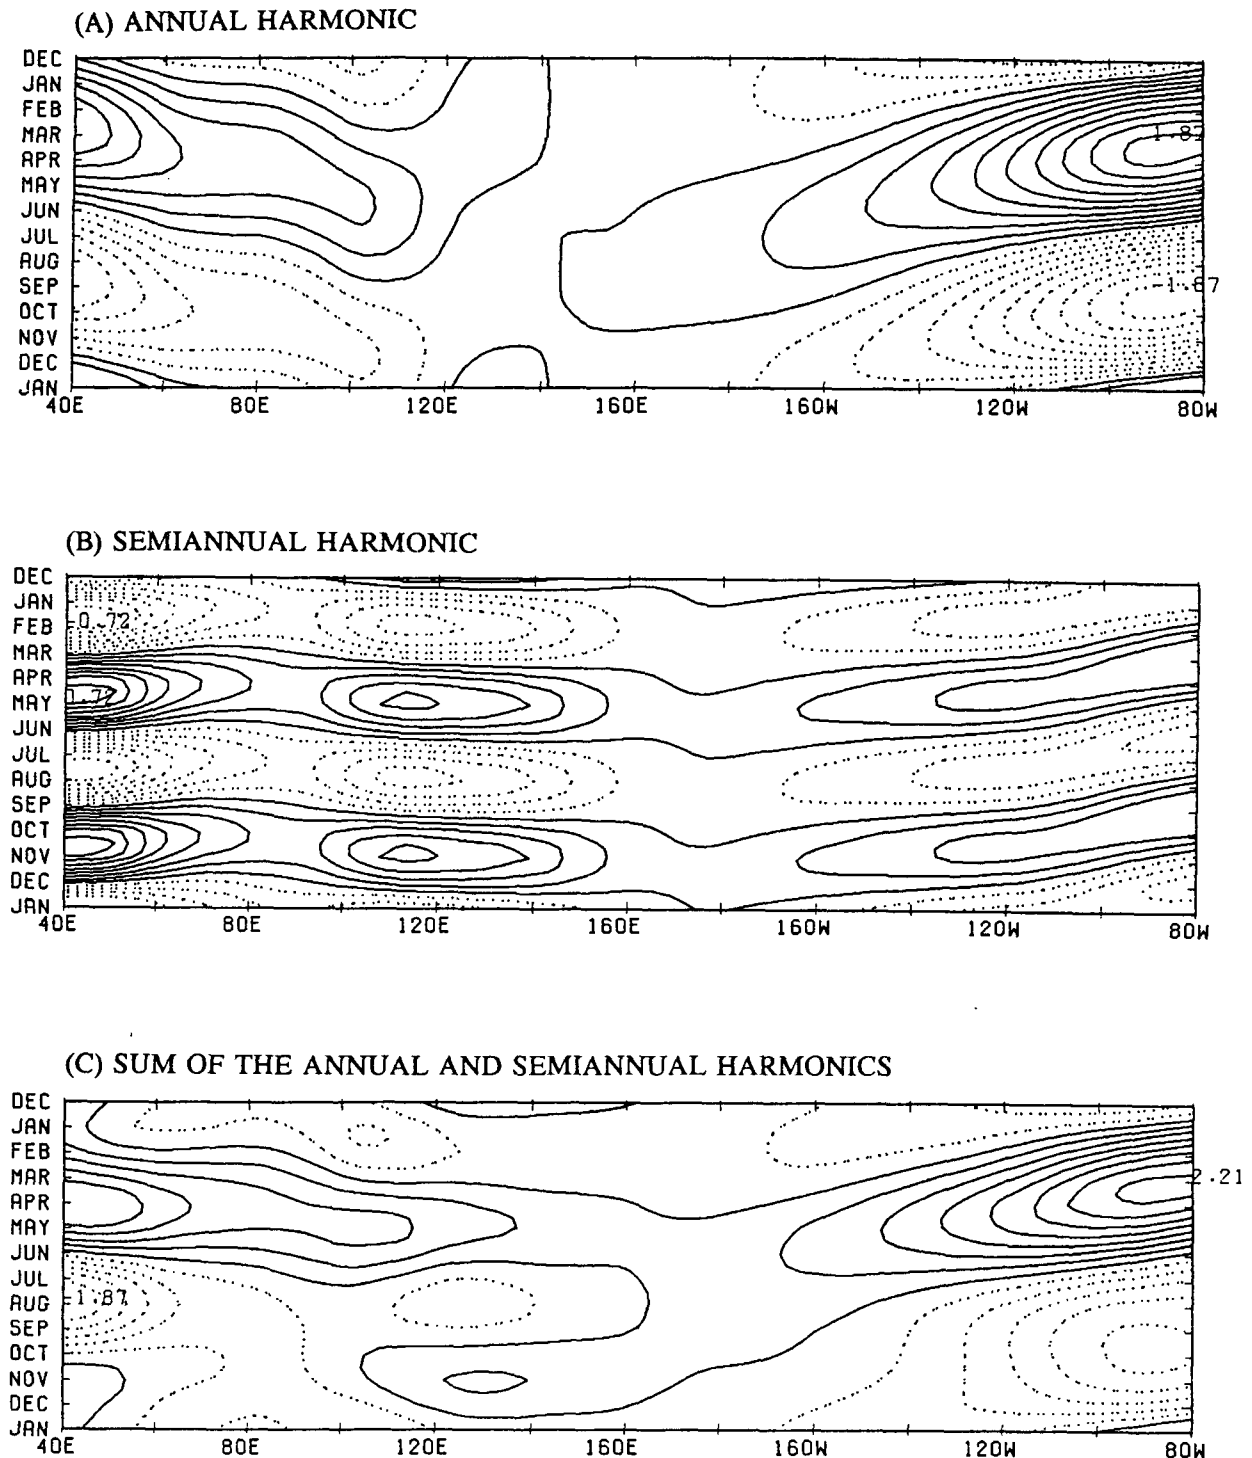 (A) ANNUAL HARMONIC
DEC
JAN
FEB
MAR
APR
MAY
JUN
JUL
AUG
SEP
OCT
NOV
DEC
JAN
-1.67
40E 80E 120E 160E 160W 120W 80W
(B) SEMIANNUAL HARMONIC
DEC
JAN
FEB
-0.72
MAR
APR
MAY
JUN
JUL
AUG
SEP
OCT
NOV
DEC
JAN
40E 80E 120E 160E 160W 120W 80W
(C) SUM OF THE ANNUAL AND SEMIANNUAL HARMONICS
DEC
JAN
FEB
MAR
2.21
APR
MAY
JUN
JUL
AUG
-1.87
SEP
OCT
NOV
DEC
JAN
40E 80E 120E 160E 160W 120W 80W